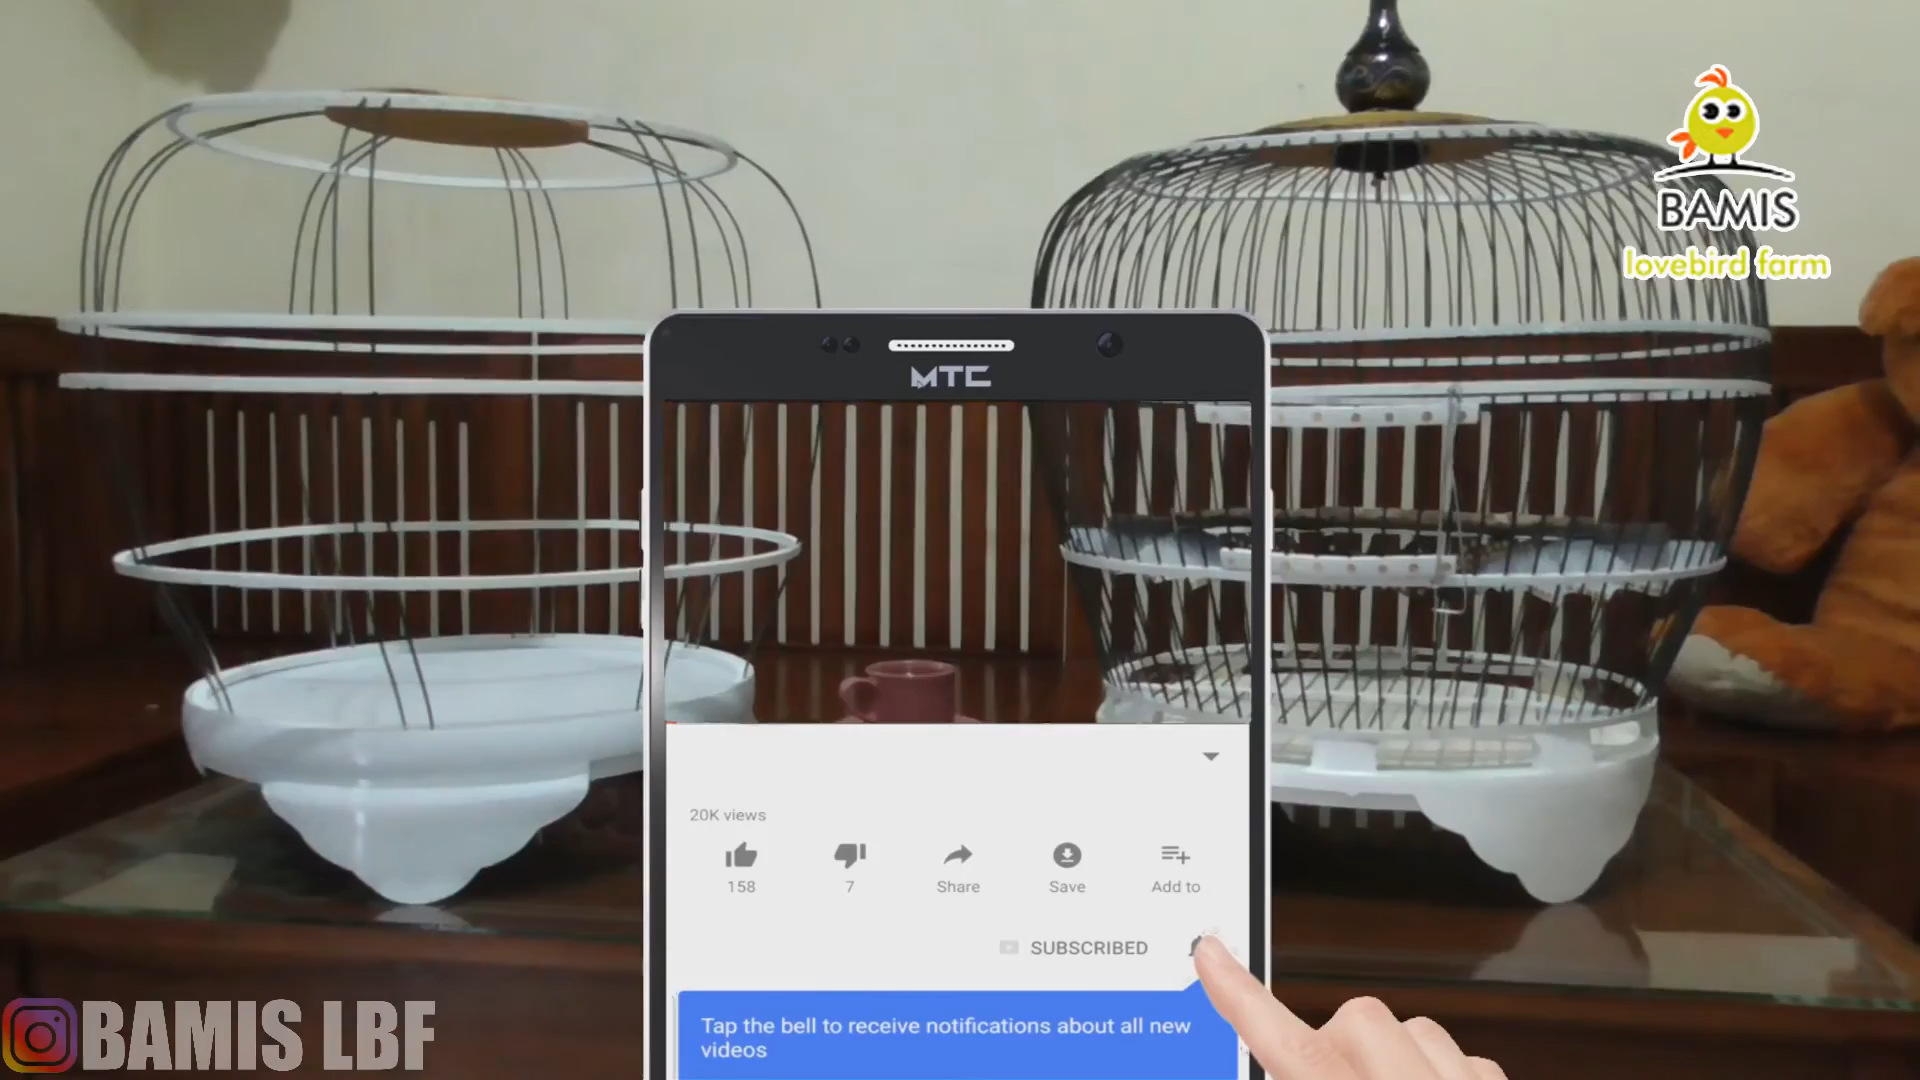 BAMIS
lovebird farm
MTC
20K views
158
7
Share
Save
Add to
SUBSCRIBED
Tap the bell to receive notifications about all new
videos
BAMIS LBF